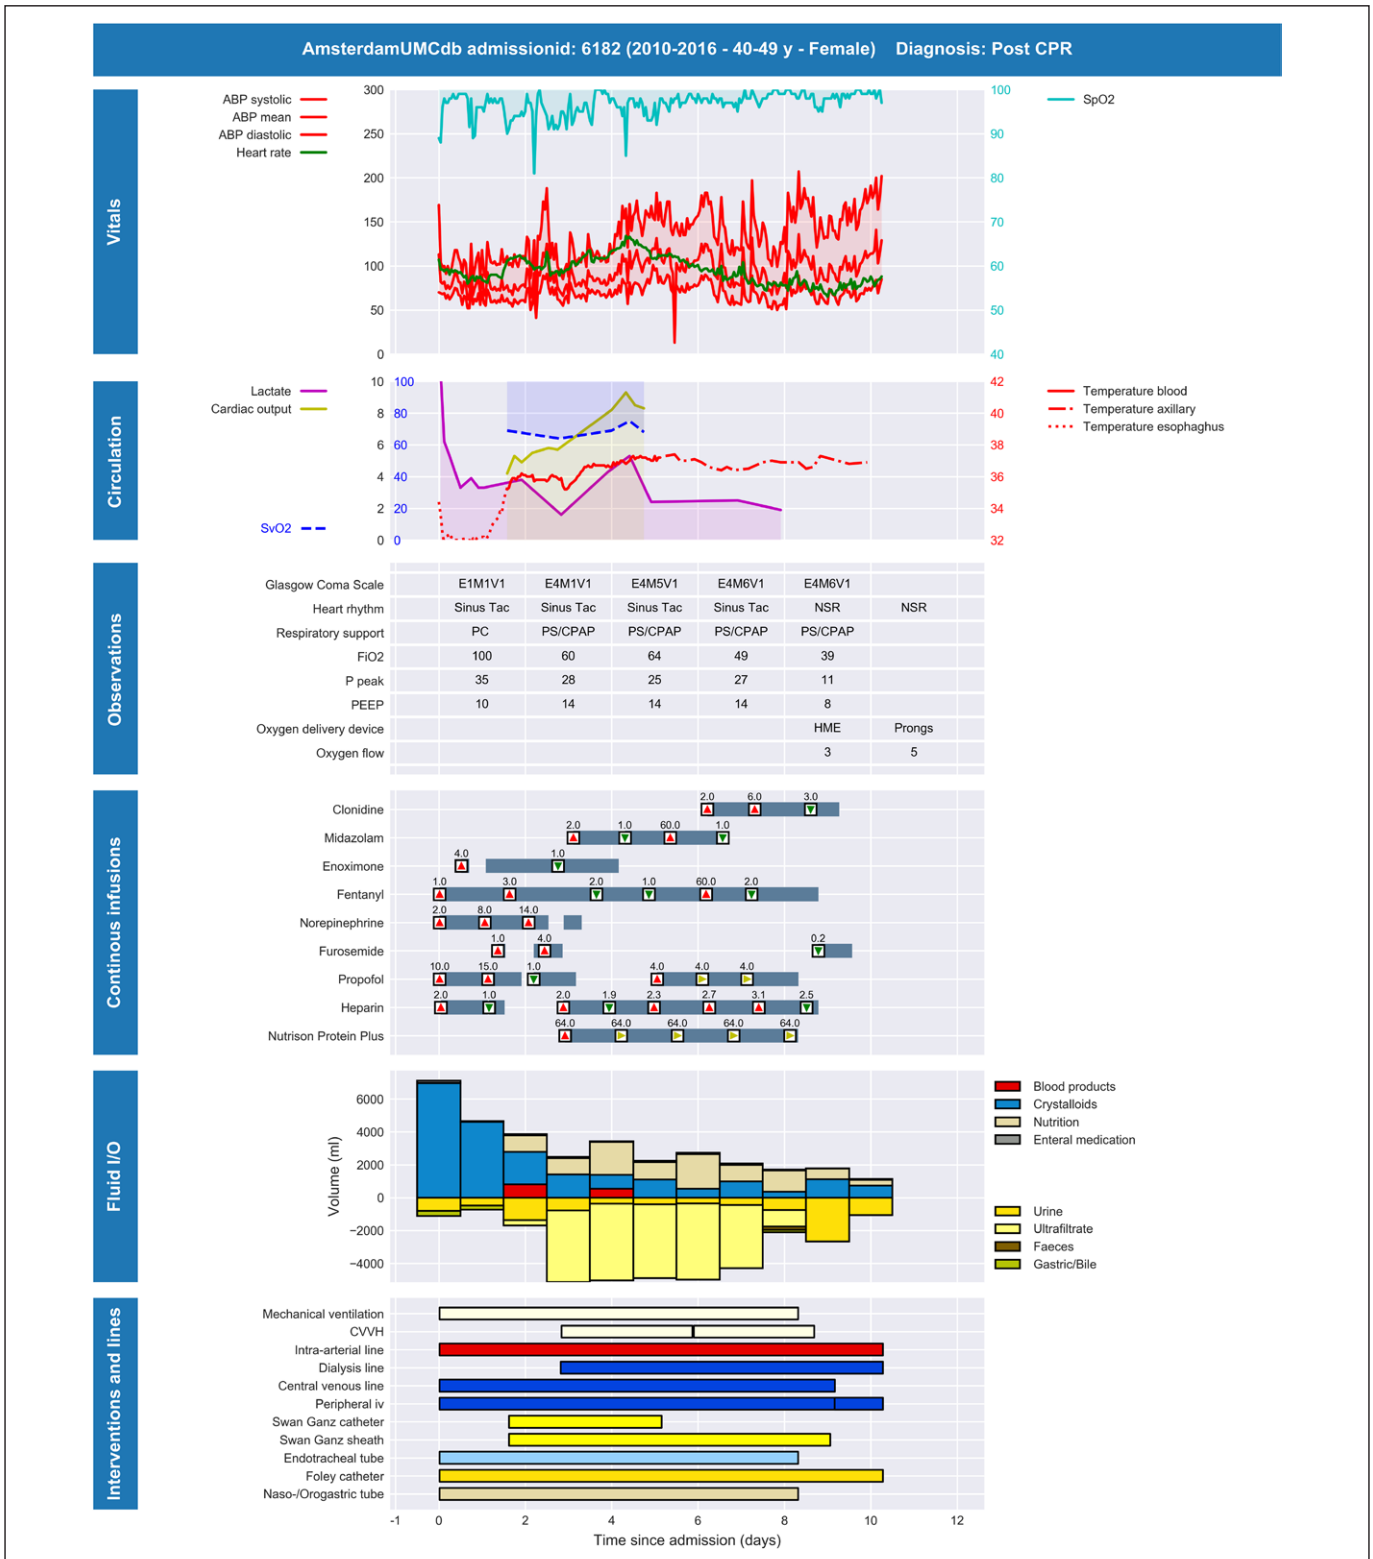 AmsterdamUMCdb admissionid: 6182 (2010-2016 - 40-49 y - Female) Diagnosis: Post CPR
Vitals
ABP systolic
ABP mean
ABP diastolic
Heart rate
300
250
200
150
100
50
0
100
90
80
70
60
50
40
SpO2
Circulation
Lactate
Cardiac output
SvO2
10 100
8 80
6 60
4 40
2 20
0 0
42
40
38
36
34
32
Temperature blood
Temperature axillary
Temperature esophaghus
Observations
Glasgow Coma Scale E1M1V1 E4M1V1 E4M5V1 E4M6V1 E4M6V1
Heart rhythm Sinus Tac Sinus Tac Sinus Tac Sinus Tac NSR NSR
Respiratory support PC PS/CPAP PS/CPAP PS/CPAP PS/CPAP
FiO2 100 60 64 49 39
P peak 35 28 25 27 11
PEEP 10 14 14 14 8
Oxygen delivery device HME Prongs
Oxygen flow 3 5
Continous infusions
Clonidine 2.0 6.0 3.0
Midazolam 2.0 1.0 60.0 1.0
Enoximone 4.0 1.0
Fentanyl 1.0 3.0 2.0 1.0 60.0 2.0
Norepinephrine 2.0 8.0 14.0
Furosemide 1.0 4.0 0.2
Propofol 10.0 15.0 1.0 4.0 4.0 4.0
Heparin 2.0 1.0 2.0 1.9 2.3 2.7 3.1 2.5
Nutrison Protein Plus 64.0 64.0 64.0 64.0 64.0
Fluid I/O
Volume (ml)
6000
4000
2000
0
−2000
−4000
Blood products
Crystalloids
Nutrition
Enteral medication
Urine
Ultrafiltrate
Faeces
Gastric/Bile
Interventions and lines
Mechanical ventilation
CVVH
Intra-arterial line
Dialysis line
Central venous line
Peripheral iv
Swan Ganz catheter
Swan Ganz sheath
Endotracheal tube
Foley catheter
Naso-/Orogastric tube
-1 0 2 4 6 8 10 12
Time since admission (days)